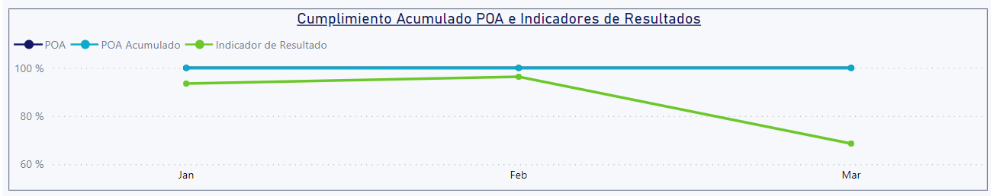 Cumplimiento Acumulado POA e Indicadores de Resultados
POA POA Acumulado Indicador de Resultado
100 %
80 %
60 %
Jan Feb Mar